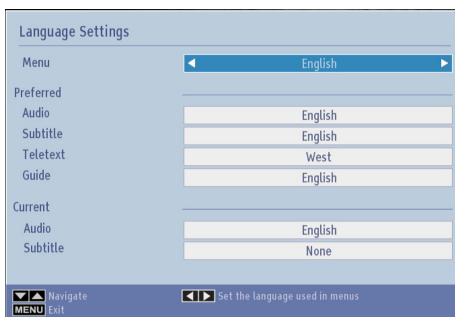 Language Settings
Menu English
Preferred
Audio English
Subtitle English
Teletext West
Guide English
Current
Audio English
Subtitle None
Navigate Set the language used in menus
MENU Exit